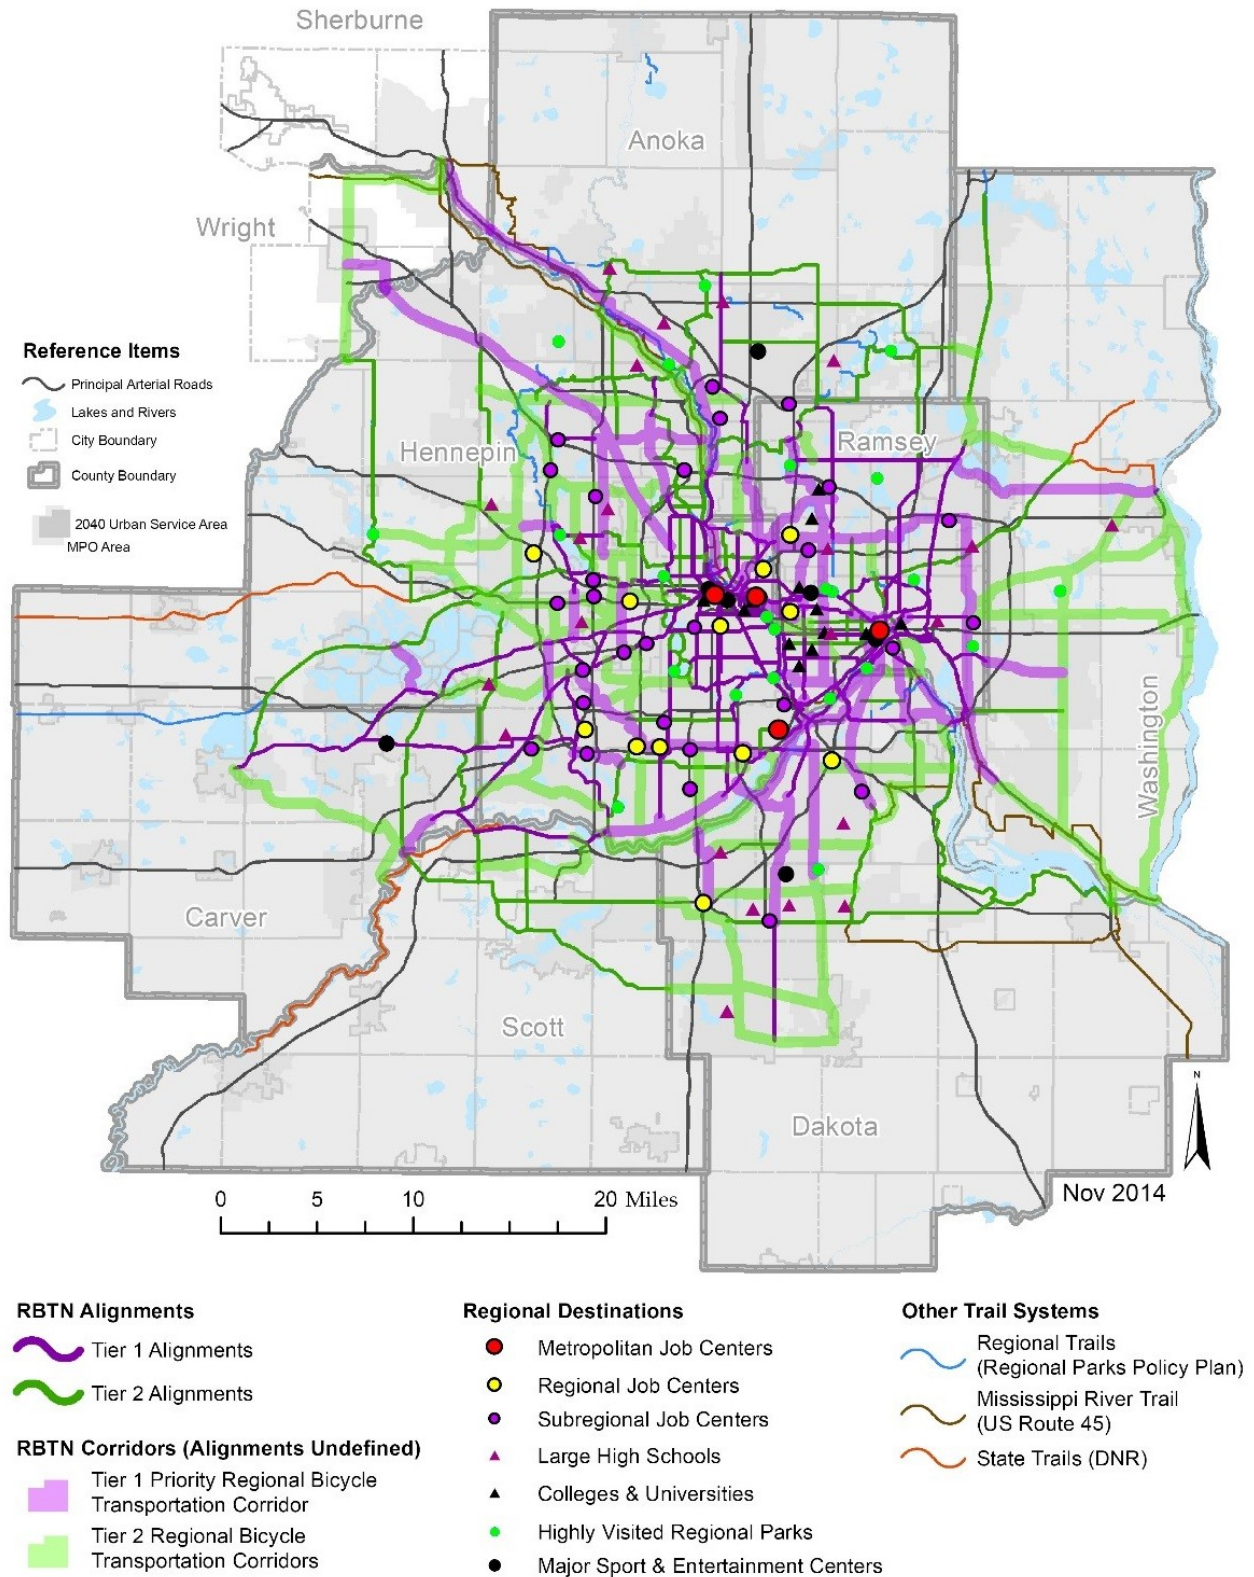 Sherburne
Anoka
Wright
Reference Items
Principal Arterial Roads
Lakes and Rivers
City Boundary
County Boundary
2040 Urban Service Area
MPO Area
Hennepin
Ramsey
Washington
Carver
Scott
Dakota
N
Nov 2014
0 5 10 20 Miles
RBTN Alignments
Tier 1 Alignments
Tier 2 Alignments
RBTN Corridors (Alignments Undefined)
Tier 1 Priority Regional Bicycle
Transportation Corridor
Tier 2 Regional Bicycle
Transportation Corridors
Regional Destinations
Metropolitan Job Centers
Regional Job Centers
Subregional Job Centers
Large High Schools
Colleges & Universities
Highly Visited Regional Parks
Major Sport & Entertainment Centers
Other Trail Systems
Regional Trails
(Regional Parks Policy Plan)
Mississippi River Trail
(US Route 45)
State Trails (DNR)